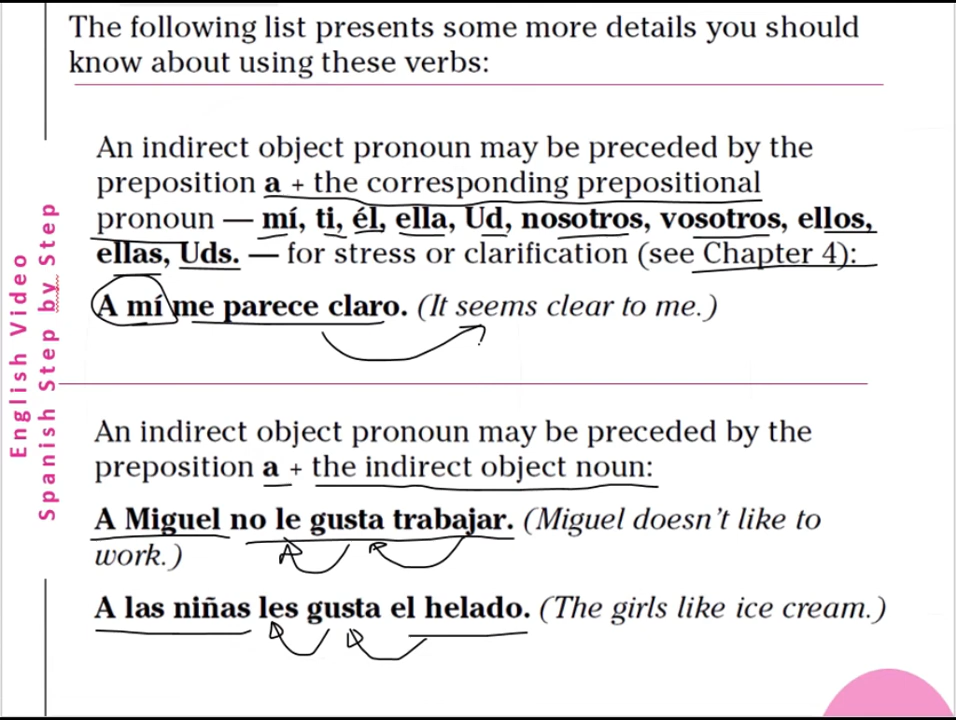 The following list presents some more details you should
know about using these verbs:
An indirect object pronoun may be preceded by the
preposition a + the corresponding prepositional
pronoun — mí, ti, él, ella, Ud, nosotros, vosotros, ellos,
ellas, Uds. — for stress or clarification (see Chapter 4):
A mí me parece claro. (It seems clear to me.)
An indirect object pronoun may be preceded by the
preposition a + the indirect object noun:
A Miguel no le gusta trabajar. (Miguel doesn't like to
work.)
A las niñas les gusta el helado. (The girls like ice cream.)
English Video
Spanish Step by Step